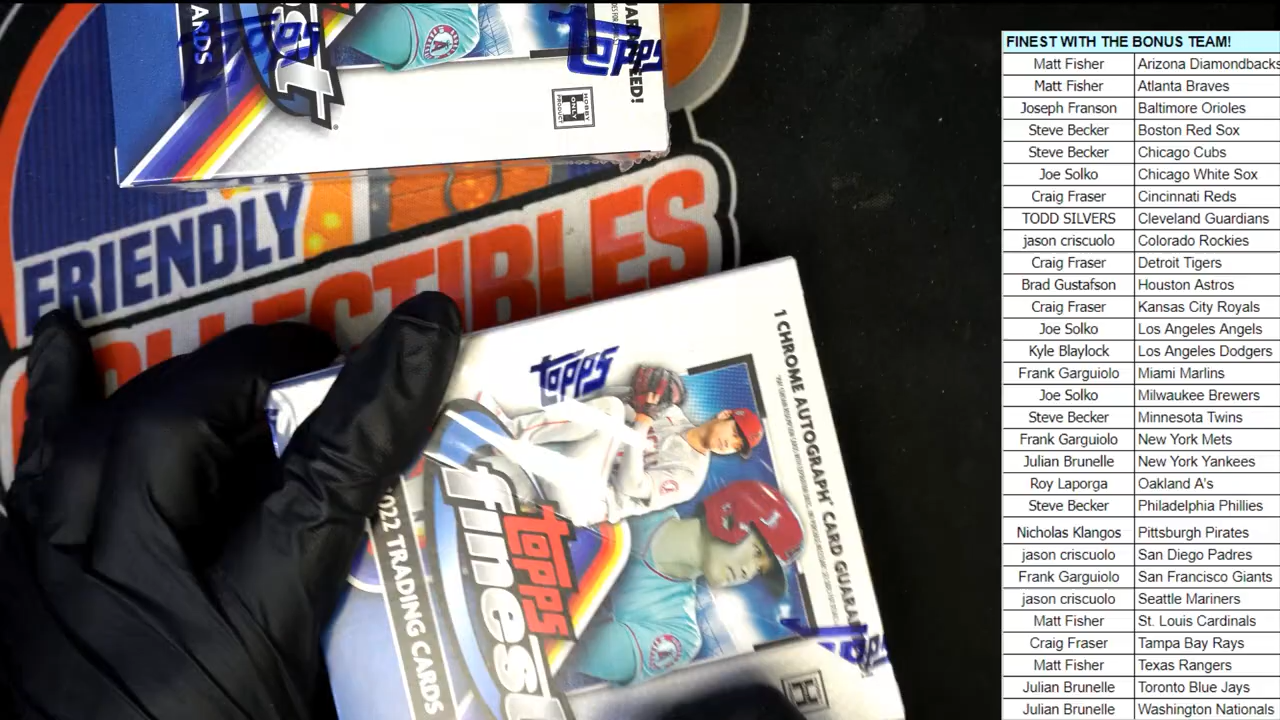 ARDS
est
topps
HOBBY
ONLY
PRODUCT
FRIENDLY
COLLECTIBLES
topps
1 CHROME AUTOGRAPH CARD GUARA
topps
finest
2022 TRADING CARDS
FINEST WITH THE BONUS TEAM!
Matt Fisher Arizona Diamondbacks
Matt Fisher Atlanta Braves
Joseph Franson Baltimore Orioles
Steve Becker Boston Red Sox
Steve Becker Chicago Cubs
Joe Solko Chicago White Sox
Craig Fraser Cincinnati Reds
TODD SILVERS Cleveland Guardians
jason criscuolo Colorado Rockies
Craig Fraser Detroit Tigers
Brad Gustafson Houston Astros
Craig Fraser Kansas City Royals
Joe Solko Los Angeles Angels
Kyle Blaylock Los Angeles Dodgers
Frank Garguiolo Miami Marlins
Joe Solko Milwaukee Brewers
Steve Becker Minnesota Twins
Frank Garguiolo New York Mets
Julian Brunelle New York Yankees
Roy Laporga Oakland A's
Steve Becker Philadelphia Phillies
Nicholas Klangos Pittsburgh Pirates
jason criscuolo San Diego Padres
Frank Garguiolo San Francisco Giants
jason criscuolo Seattle Mariners
Matt Fisher St. Louis Cardinals
Craig Fraser Tampa Bay Rays
Matt Fisher Texas Rangers
Julian Brunelle Toronto Blue Jays
Julian Brunelle Washington Nationals